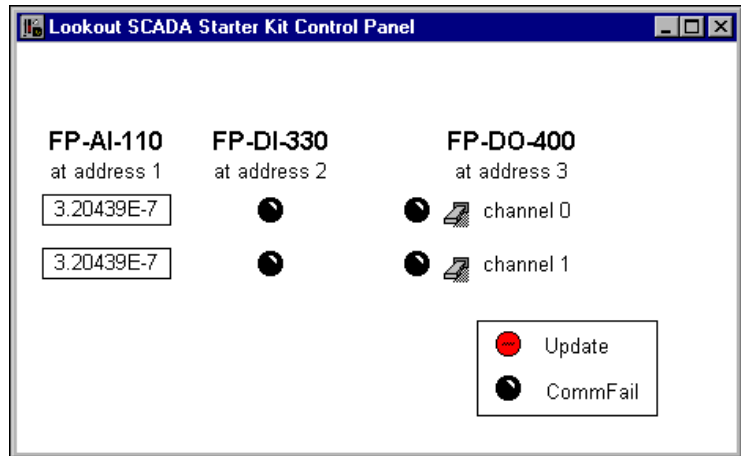 Lookout SCADA Starter Kit Control Panel
FP-AI-110 FP-DI-330 FP-DO-400
at address 1 at address 2 at address 3
3.20439E-7 channel 0
3.20439E-7 channel 1
Update
CommFail